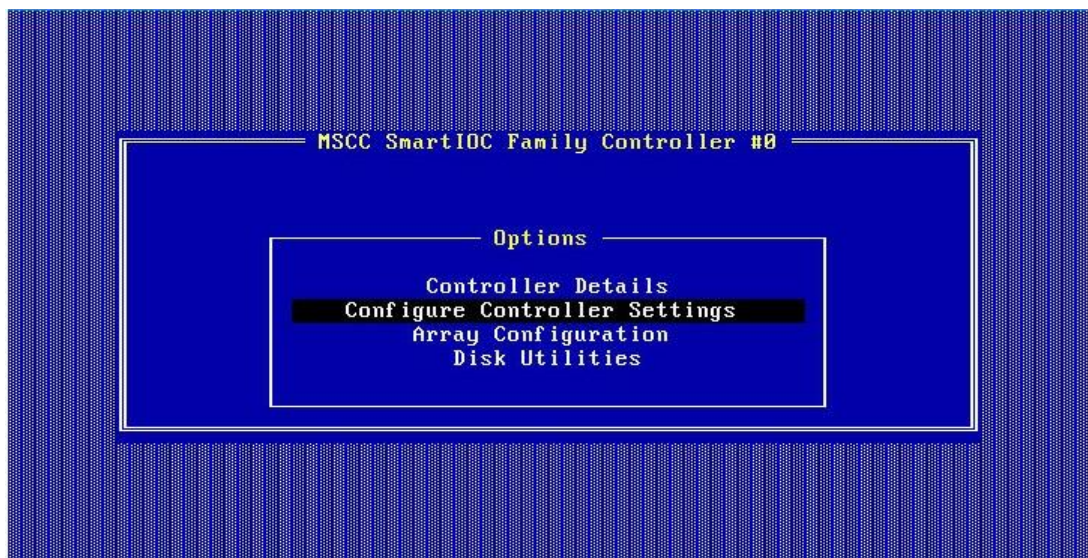 MSCC SmartIOC Family Controller #0
Options
Controller Details
Configure Controller Settings
Array Configuration
Disk Utilities